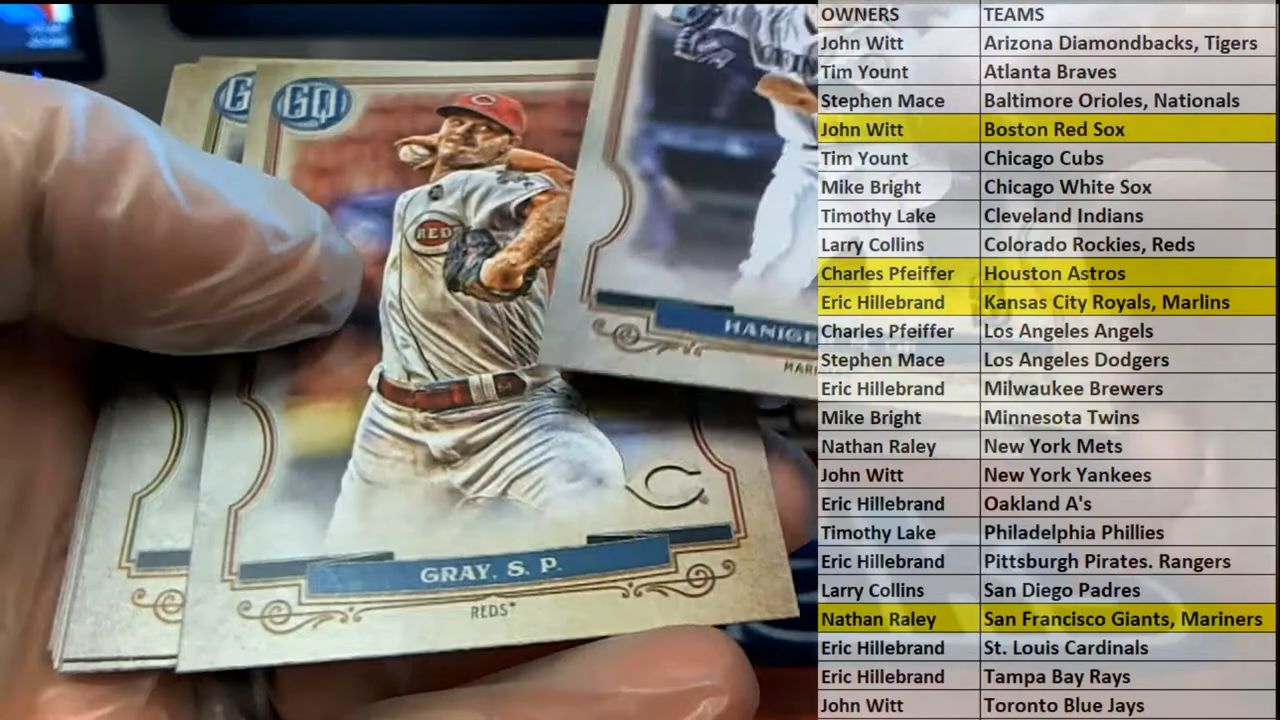 GQ
GQ
REDS
HANIGE
MARI
GRAY, S. P.
REDS
OWNERS TEAMS
John Witt Arizona Diamondbacks, Tigers
Tim Yount Atlanta Braves
Stephen Mace Baltimore Orioles, Nationals
John Witt Boston Red Sox
Tim Yount Chicago Cubs
Mike Bright Chicago White Sox
Timothy Lake Cleveland Indians
Larry Collins Colorado Rockies, Reds
Charles Pfeiffer Houston Astros
Eric Hillebrand Kansas City Royals, Marlins
Charles Pfeiffer Los Angeles Angels
Stephen Mace Los Angeles Dodgers
Eric Hillebrand Milwaukee Brewers
Mike Bright Minnesota Twins
Nathan Raley New York Mets
John Witt New York Yankees
Eric Hillebrand Oakland A's
Timothy Lake Philadelphia Phillies
Eric Hillebrand Pittsburgh Pirates. Rangers
Larry Collins San Diego Padres
Nathan Raley San Francisco Giants, Mariners
Eric Hillebrand St. Louis Cardinals
Eric Hillebrand Tampa Bay Rays
John Witt Toronto Blue Jays